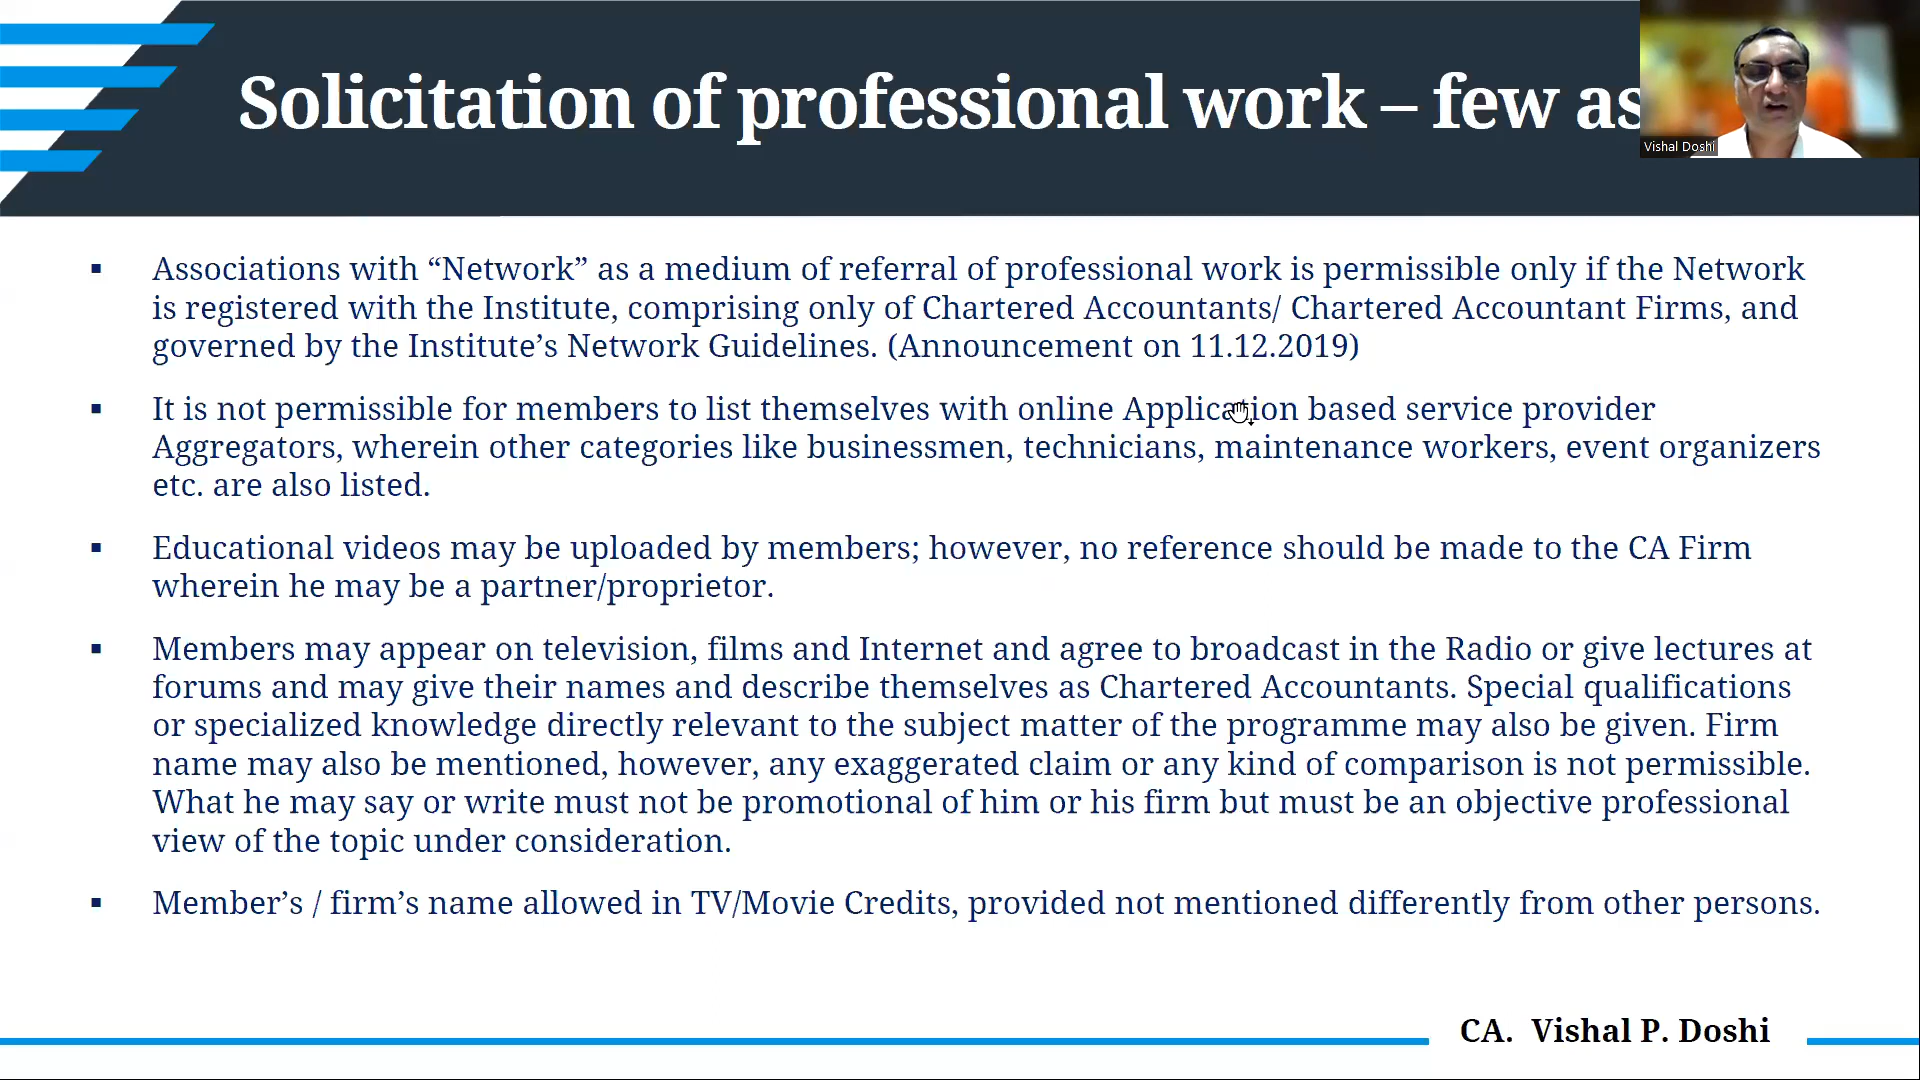 Solicitation of professional work – few as
Vishal Doshi
▪ Associations with “Network” as a medium of referral of professional work is permissible only if the Network
is registered with the Institute, comprising only of Chartered Accountants/ Chartered Accountant Firms, and
governed by the Institute’s Network Guidelines. (Announcement on 11.12.2019)
▪ It is not permissible for members to list themselves with online Application based service provider
Aggregators, wherein other categories like businessmen, technicians, maintenance workers, event organizers
etc. are also listed.
▪ Educational videos may be uploaded by members; however, no reference should be made to the CA Firm
wherein he may be a partner/proprietor.
▪ Members may appear on television, films and Internet and agree to broadcast in the Radio or give lectures at
forums and may give their names and describe themselves as Chartered Accountants. Special qualifications
or specialized knowledge directly relevant to the subject matter of the programme may also be given. Firm
name may also be mentioned, however, any exaggerated claim or any kind of comparison is not permissible.
What he may say or write must not be promotional of him or his firm but must be an objective professional
view of the topic under consideration.
▪ Member’s / firm’s name allowed in TV/Movie Credits, provided not mentioned differently from other persons.
CA. Vishal P. Doshi